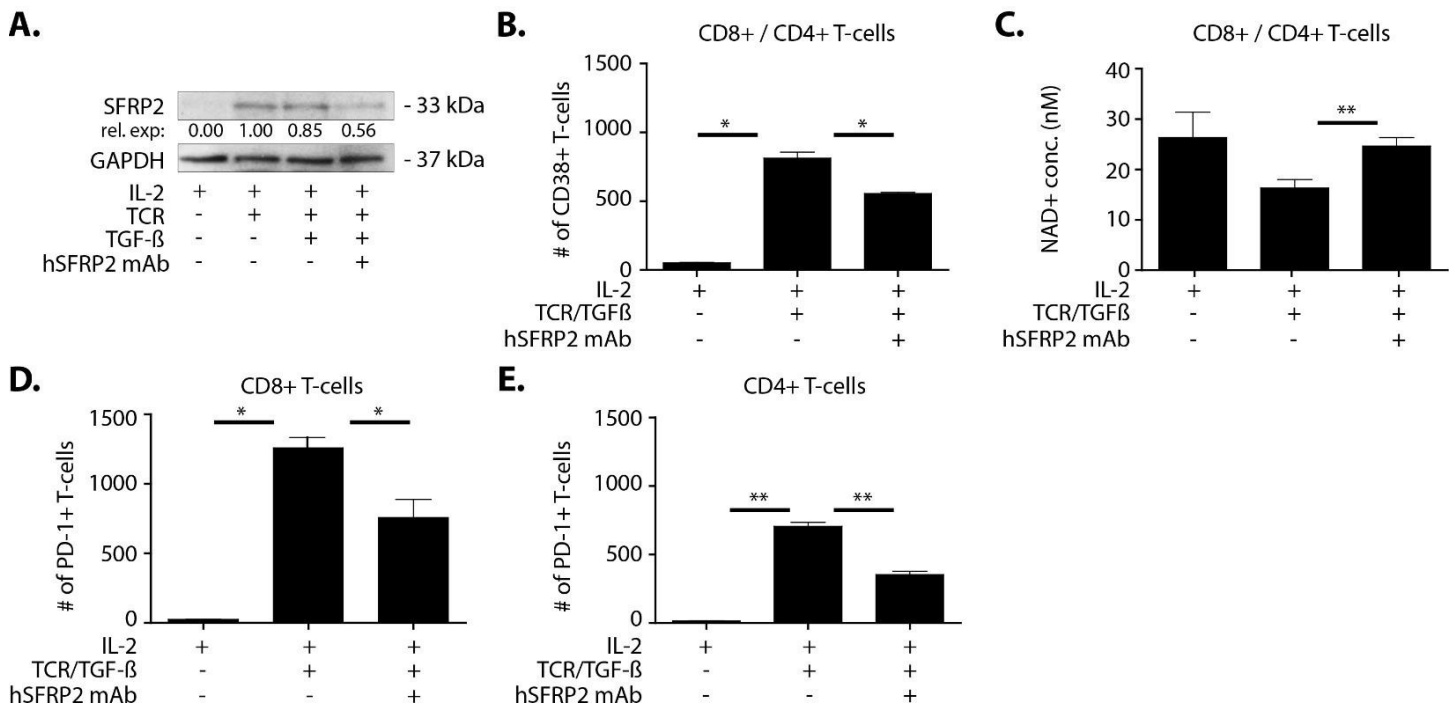 A.
SFRP2 - 33 kDa
rel. exp: 0.00 1.00 0.85 0.56
GAPDH - 37 kDa
IL-2 + + + +
TCR - + + +
TGF-ß - - + +
hSFRP2 mAb - - - +
B.
CD8+ / CD4+ T-cells
# of CD38+ T-cells
1500
1000
500
0
* *
IL-2 + + +
TCR/TGFß - + +
hSFRP2 mAb - - +
C.
CD8+ / CD4+ T-cells
NAD+ conc. (nM)
40
30
20
10
0
**
IL-2 + + +
TCR/TGFß - + +
hSFRP2 mAb - - +
D.
CD8+ T-cells
# of PD-1+ T-cells
1500
1000
500
0
* *
IL-2 + + +
TCR/TGF-ß - + +
hSFRP2 mAb - - +
E.
CD4+ T-cells
# of PD-1+ T-cells
1500
1000
500
0
** **
IL-2 + + +
TCR/TGF-ß - + +
hSFRP2 mAb - - +